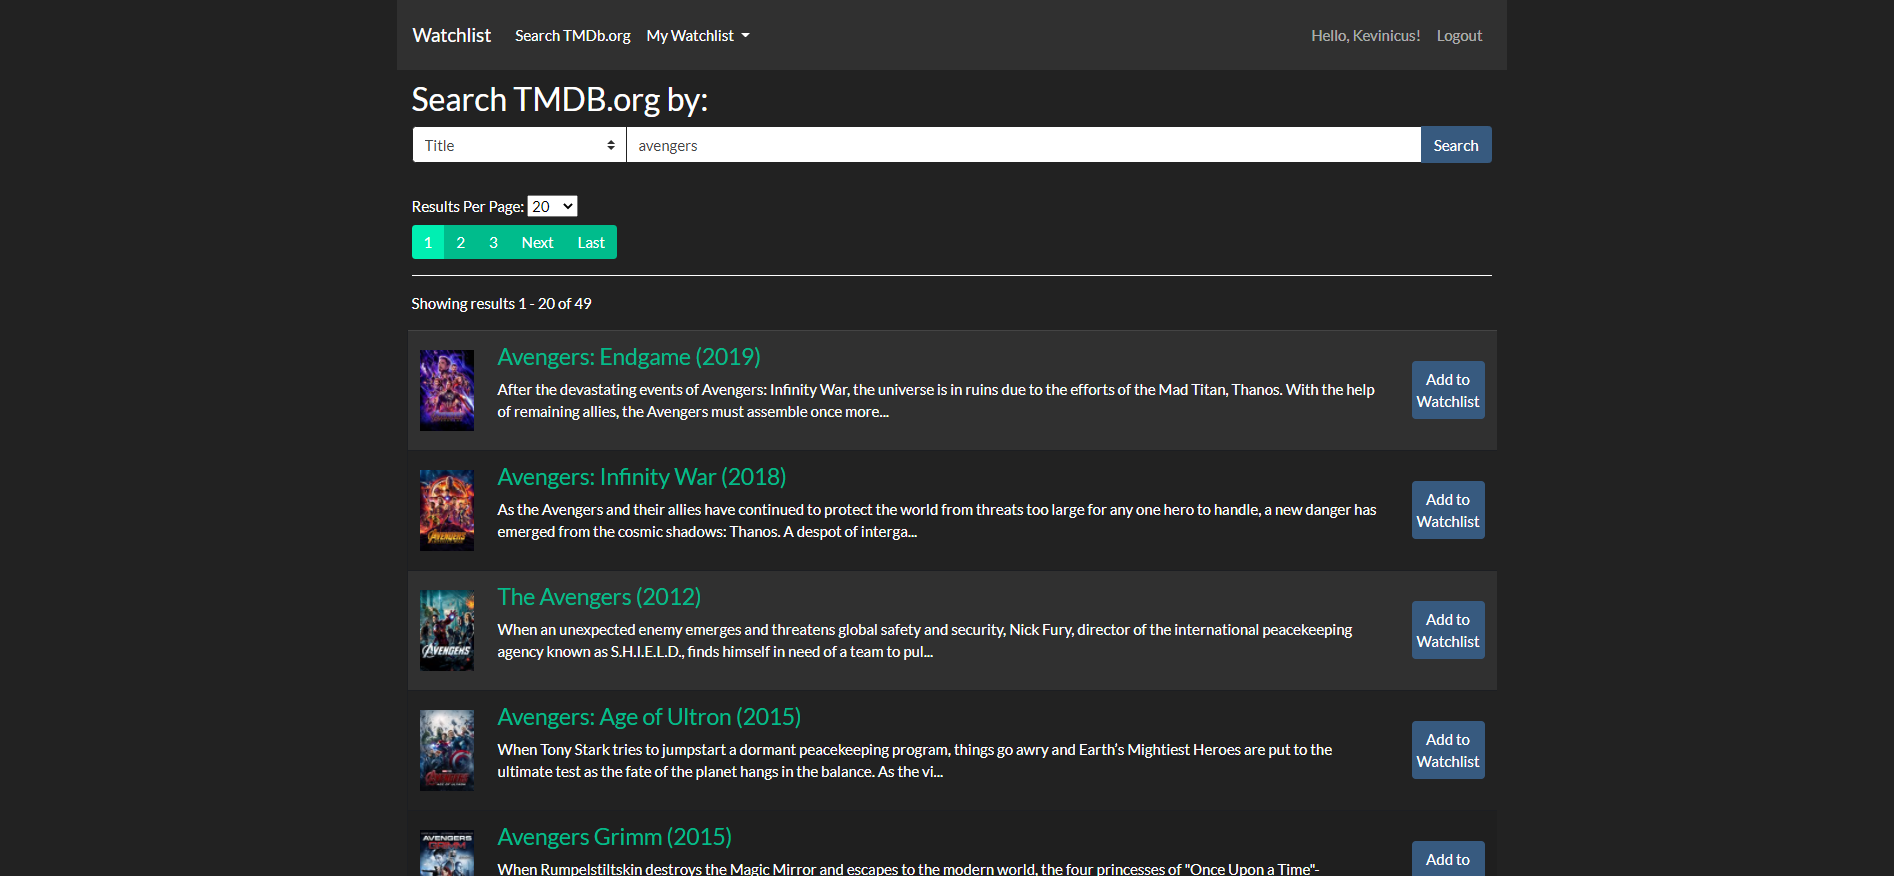 Watchlist Search TMDb.org My Watchlist Hello, Kevinicus! Logout
Search TMDB.org by:
Title avengers Search
Results Per Page: 20
1 2 3 Next Last
Showing results 1 - 20 of 49
Avengers: Endgame (2019)
After the devastating events of Avengers: Infinity War, the universe is in ruins due to the efforts of the Mad Titan, Thanos. With the help
of remaining allies, the Avengers must assemble once more...
Add to
Watchlist
Avengers: Infinity War (2018)
As the Avengers and their allies have continued to protect the world from threats too large for any one hero to handle, a new danger has
emerged from the cosmic shadows: Thanos. A despot of interga...
Add to
Watchlist
AVENGERS
The Avengers (2012)
When an unexpected enemy emerges and threatens global safety and security, Nick Fury, director of the international peacekeeping
agency known as S.H.I.E.L.D., finds himself in need of a team to pul...
Add to
Watchlist
AVENGERS
Avengers: Age of Ultron (2015)
When Tony Stark tries to jumpstart a dormant peacekeeping program, things go awry and Earth’s Mightiest Heroes are put to the
ultimate test as the fate of the planet hangs in the balance. As the vi...
Add to
Watchlist
AVENGERS
GRIMM
Avengers Grimm (2015)
When Rumpelstiltskin destroys the Magic Mirror and escapes to the modern world, the four princesses of "Once Upon a Time"-
Add to